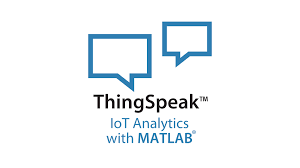 ThingSpeak™
IoT Analytics
with MATLAB®